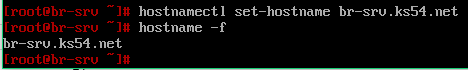 [root@br-srv ~]# hostnamectl set-hostname br-srv.ks54.net
[root@br-srv ~]# hostname -f
br-srv.ks54.net
[root@br-srv ~]#